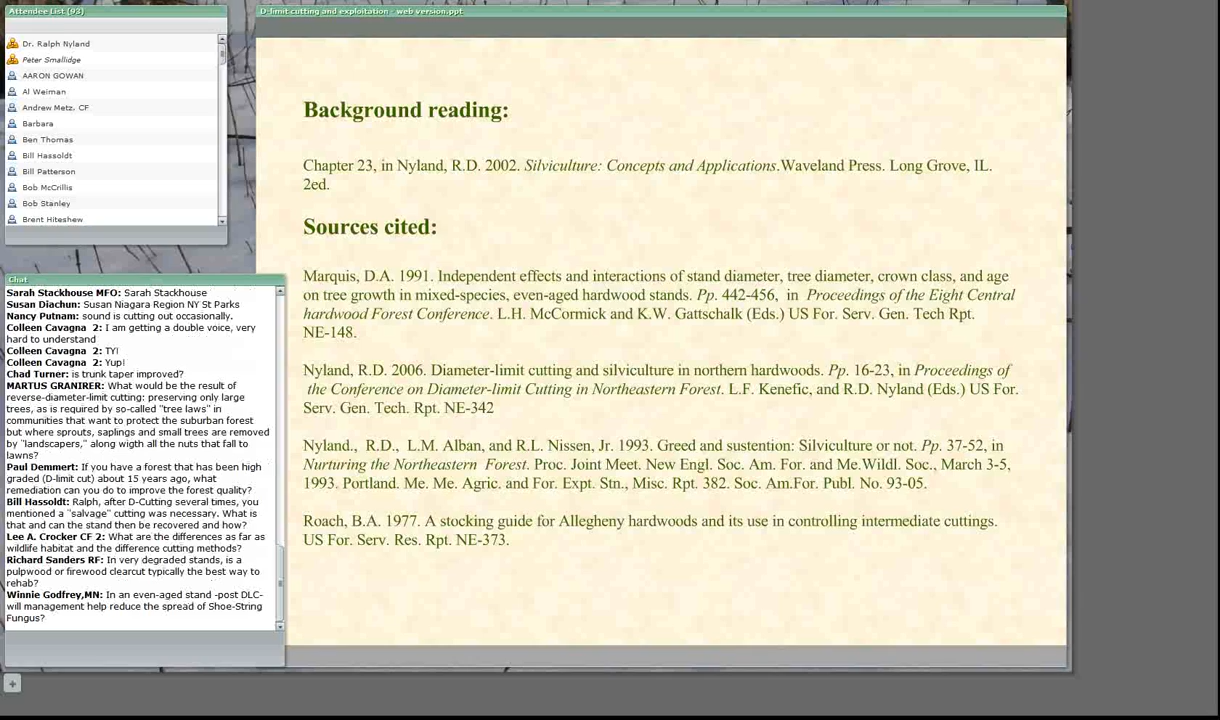 Attendee List (93)
Dr. Ralph Nyland
Peter Smallidge
AARON GOWAN
Al Weiman
Andrew Metz, CF
Barbara
Ben Thomas
Bill Hassoldt
Bill Patterson
Bob McCrillis
Bob Stanley
Brent Hiteshew
Chat
Sarah Stackhouse MFO: Sarah Stackhouse
Susan Diachun: Susan Niagara Region NY St Parks
Nancy Putnam: sound is cutting out occasionally.
Colleen Cavagna 2: I am getting a double voice, very
hard to understand
Colleen Cavagna 2: TY!
Colleen Cavagna 2: Yup!
Chad Turner: is trunk taper improved?
MARTUS GRANIRER: What would be the result of
reverse-diameter-limit cutting: preserving only large
trees, as is required by so-called "tree laws" in
communities that want to protect the suburban forest
but where sprouts, saplings and small trees are removed
by "landscapes," along wigth all the nuts that fall to
lawns?
Paul Demmert: If you have a forest that has been high
graded (D-limit cut) about 15 years ago, what
remediation can you do to improve the forest quality?
Bill Hassoldt: Ralph, after D-Cutting several times, you
mentioned a "salvage" cutting was necessary. What is
that and can the stand then be recovered and how?
Lee A. Crocker CF 2: What are the differences as far as
wildlife habitat and the difference cutting methods?
Richard Sanders RF: In very degraded stands, is a
pulpwood or firewood clearcut typically the best way to
rehab?
Winnie Godfrey,MN: In an even-aged stand -post DLC-
will management help reduce the spread of Shoe-String
Fungus?
D-limit cutting and exploitation - web version.ppt
Background reading:
Chapter 23, in Nyland, R.D. 2002. Silviculture: Concepts and Applications.Waveland Press. Long Grove, IL.
2ed.
Sources cited:
Marquis, D.A. 1991. Independent effects and interactions of stand diameter, tree diameter, crown class, and age
on tree growth in mixed-species, even-aged hardwood stands. Pp. 442-456, in Proceedings of the Eight Central
hardwood Forest Conference. L.H. McCormick and K.W. Gattschalk (Eds.) US For. Serv. Gen. Tech Rpt.
NE-148.
Nyland, R.D. 2006. Diameter-limit cutting and silviculture in northern hardwoods. Pp. 16-23, in Proceedings of
the Conference on Diameter-limit Cutting in Northeastern Forest. L.F. Kenefic, and R.D. Nyland (Eds.) US For.
Serv. Gen. Tech. Rpt. NE-342
Nyland., R.D., L.M. Alban, and R.L. Nissen, Jr. 1993. Greed and sustention: Silviculture or not. Pp. 37-52, in
Nurturing the Northeastern Forest. Proc. Joint Meet. New Engl. Soc. Am. For. and Me.Wildl. Soc., March 3-5,
1993. Portland. Me. Me. Agric. and For. Expt. Stn., Misc. Rpt. 382. Soc. Am.For. Publ. No. 93-05.
Roach, B.A. 1977. A stocking guide for Allegheny hardwoods and its use in controlling intermediate cuttings.
US For. Serv. Res. Rpt. NE-373.